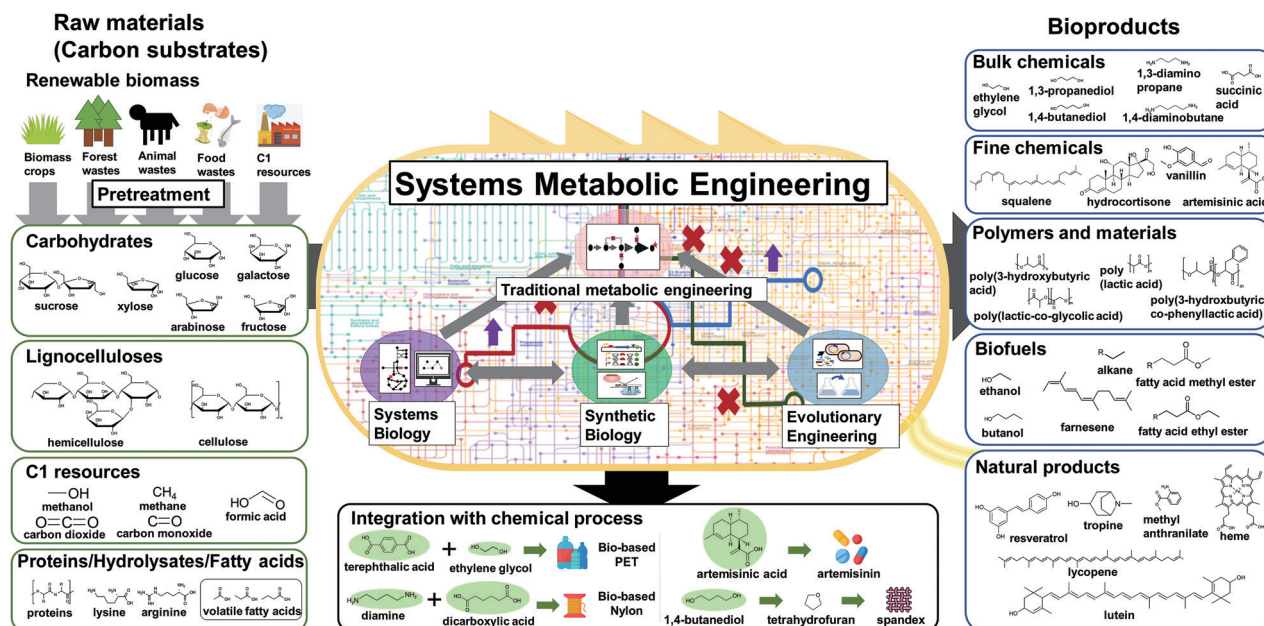 Raw materials
(Carbon substrates)
Renewable biomass
Biomass
crops
Forest
wastes
Animal
wastes
Food
wastes
C1
resources
Pretreatment
Carbohydrates
sucrose
xylose
glucose
galactose
arabinose
fructose
Lignocelluloses
hemicellulose
cellulose
C1 resources
methanol
methane
formic acid
carbon dioxide
carbon monoxide
Proteins/Hydrolysates/Fatty acids
proteins
lysine
arginine
volatile fatty acids
Systems Metabolic Engineering
Traditional metabolic engineering
Systems
Biology
Synthetic
Biology
Evolutionary
Engineering
Integration with chemical process
terephthalic acid
ethylene glycol
Bio-based
PET
diamine
dicarboxylic acid
Bio-based
Nylon
artemisinic acid
artemisinin
1,4-butanediol
tetrahydrofuran
spandex
Bioproducts
Bulk chemicals
ethylene
glycol
1,3-propanediol
1,4-butanediol
1,3-diamino
propane
1,4-diaminobutane
succinic
acid
Fine chemicals
squalene
hydrocortisone
vanillin
artemisinic acid
Polymers and materials
poly(3-hydroxybutyric
acid)
poly
(lactic acid)
poly(lactic-co-glycolic acid)
poly(3-hydroxbutyric-
co-phenyllactic acid)
Biofuels
ethanol
butanol
farnesene
alkane
fatty acid methyl ester
fatty acid ethyl ester
Natural products
resveratrol
tropine
methyl
anthranilate
heme
lycopene
lutein